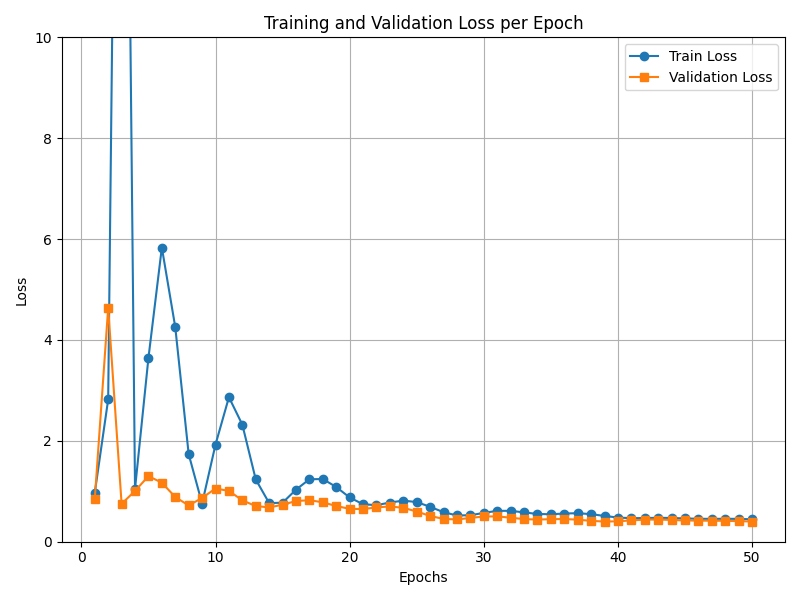 Training and Validation Loss per Epoch
Train Loss
Validation Loss
10
8
6
4
2
0
Loss
0 10 20 30 40 50
Epochs